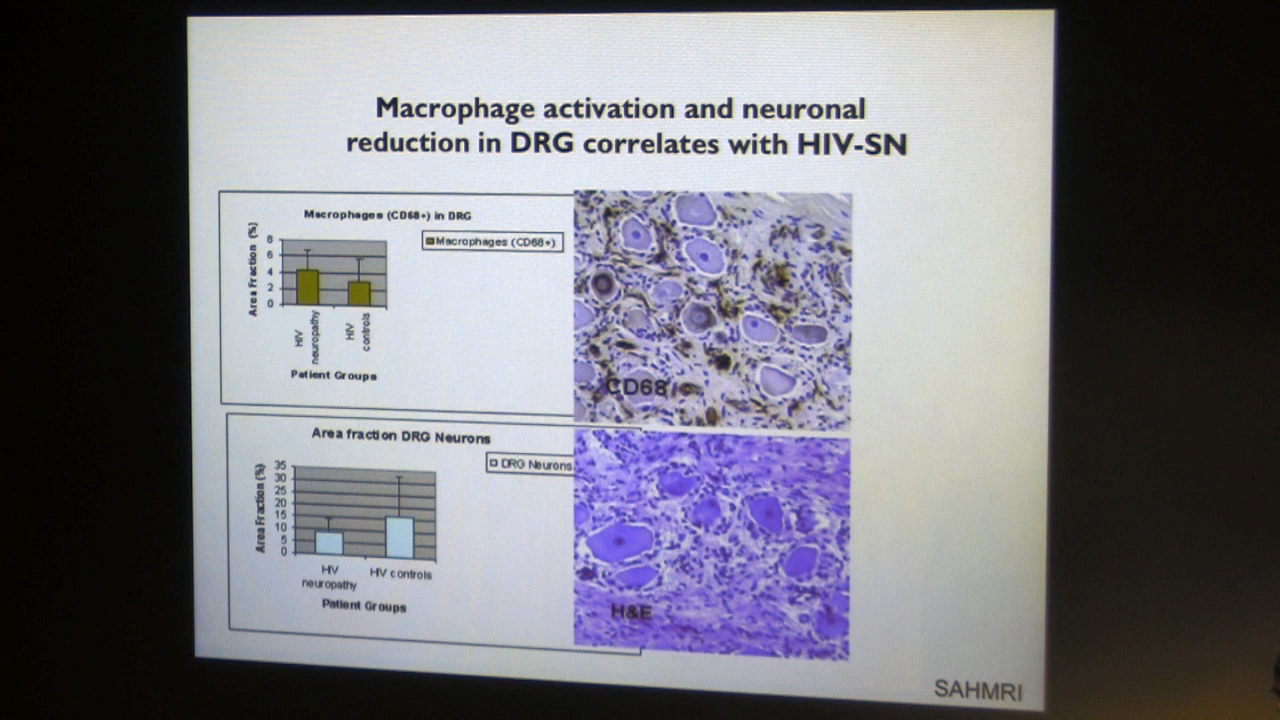 Macrophage activation and neuronal
reduction in DRG correlates with HIV-SN
Macrophages (CD68+) in DRG
Macrophages (CD68+)
Area Fraction (%)
8
6
4
2
0
HIV
neuropathy
HIV
controls
Patient Groups
CD68
Area fraction DRG Neurons
DRG Neurons
Area Fraction (%)
35
30
25
20
15
10
5
0
HIV
neuropathy
HIV controls
Patient Groups
H&E
SAHMRI